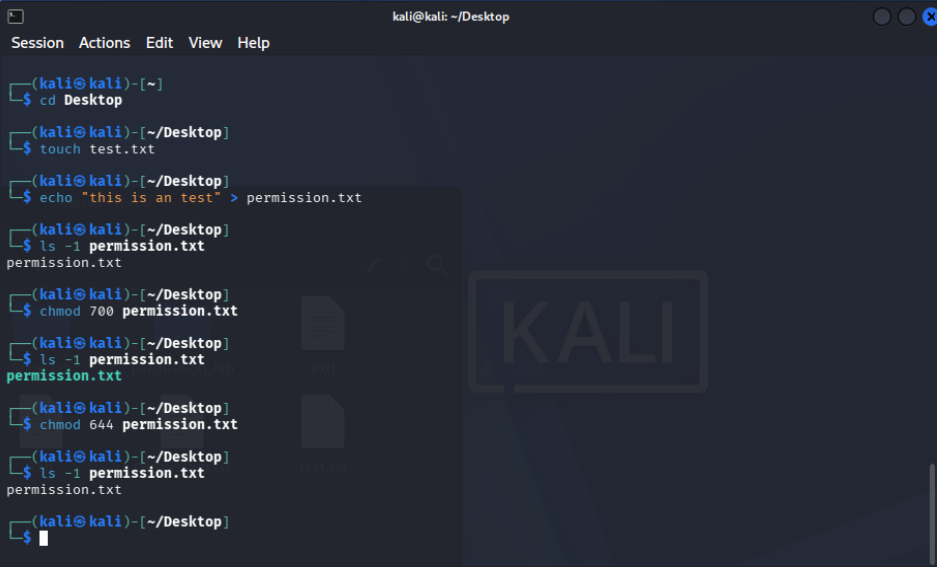 kali@kali: ~/Desktop
Session Actions Edit View Help
┌──(kali㉿kali)-[~]
└─$ cd Desktop
┌──(kali㉿kali)-[~/Desktop]
└─$ touch test.txt
┌──(kali㉿kali)-[~/Desktop]
└─$ echo "this is an test" > permission.txt
┌──(kali㉿kali)-[~/Desktop]
└─$ ls -1 permission.txt
permission.txt
┌──(kali㉿kali)-[~/Desktop]
└─$ chmod 700 permission.txt
┌──(kali㉿kali)-[~/Desktop]
└─$ ls -1 permission.txt
permission.txt
┌──(kali㉿kali)-[~/Desktop]
└─$ chmod 644 permission.txt
┌──(kali㉿kali)-[~/Desktop]
└─$ ls -1 permission.txt
permission.txt
┌──(kali㉿kali)-[~/Desktop]
└─$
KALI